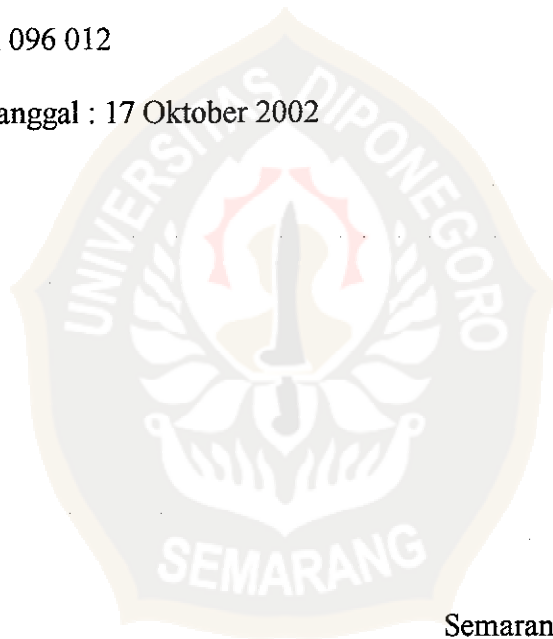 096 012
anggal : 17 Oktober 2002
UNIVERSITAS DIPONEGORO
SEMARANG
Semaran